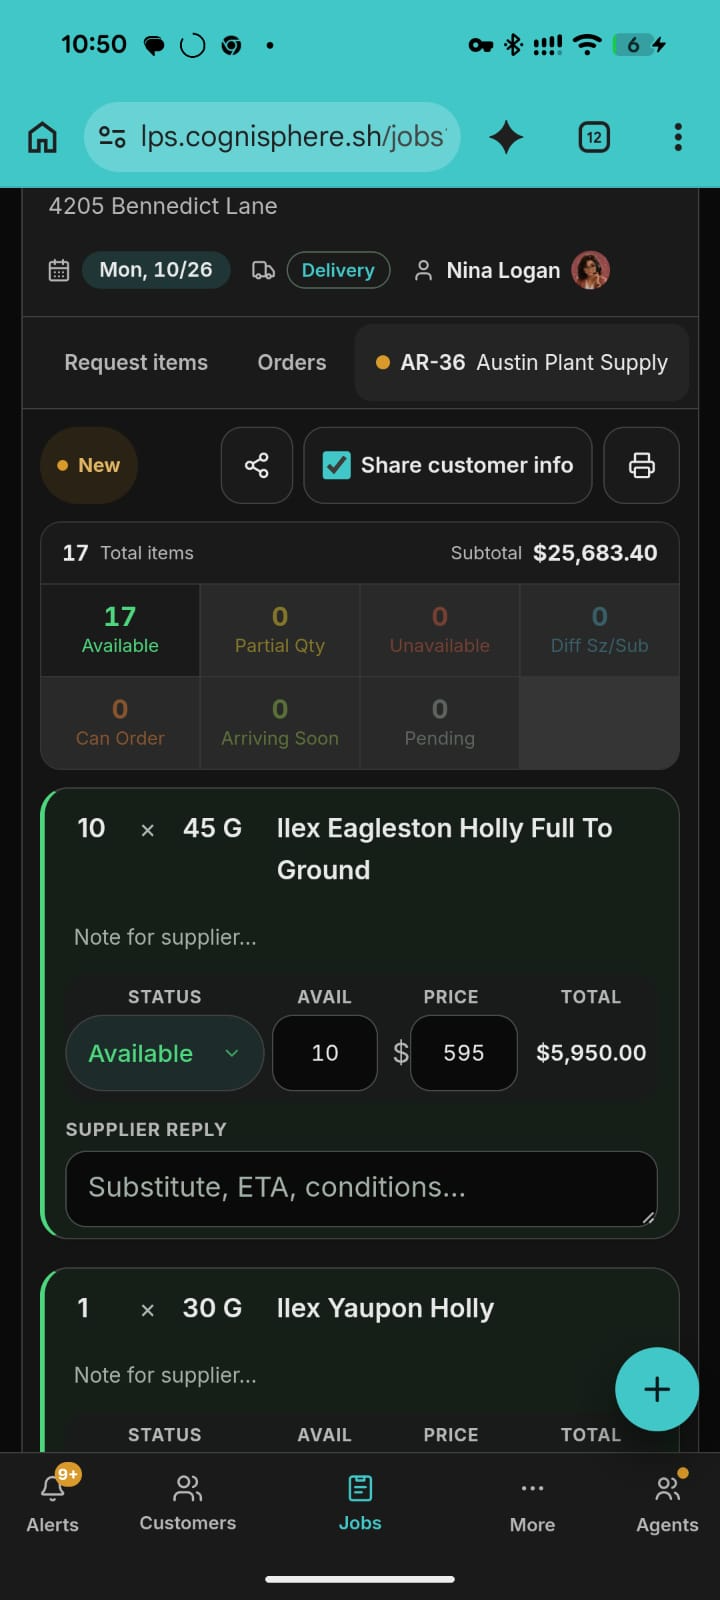 10:50
6
lps.cognisphere.sh/jobs
12
4205 Bennedict Lane
Mon, 10/26 Delivery Nina Logan
Request items Orders AR-36 Austin Plant Supply
New Share customer info
17 Total items Subtotal $25,683.40
17 0 0 0
Available Partial Qty Unavailable Diff Sz/Sub
0 0 0
Can Order Arriving Soon Pending
10 × 45 G Ilex Eagleston Holly Full To
Ground
Note for supplier...
STATUS AVAIL PRICE TOTAL
Available 10 $ 595 $5,950.00
SUPPLIER REPLY
Substitute, ETA, conditions...
1 × 30 G Ilex Yaupon Holly
Note for supplier...
STATUS AVAIL PRICE TOTAL
9+
Alerts Customers Jobs More Agents